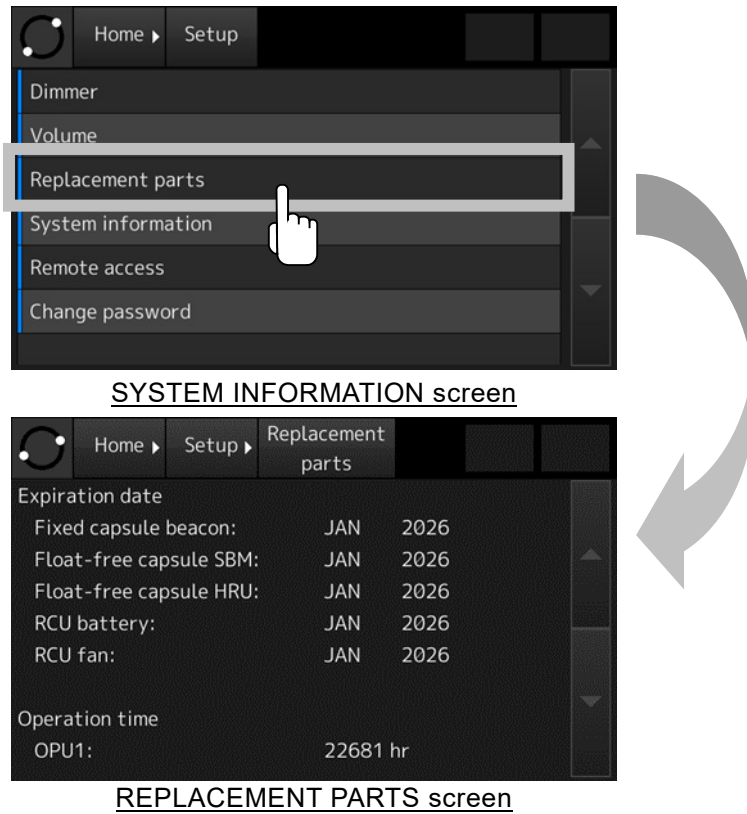 Home Setup
Dimmer
Volume
Replacement parts
System information
Remote access
Change password
SYSTEM INFORMATION screen
Home Setup Replacement
parts
Expiration date
Fixed capsule beacon: JAN 2026
Float-free capsule SBM: JAN 2026
Float-free capsule HRU: JAN 2026
RCU battery: JAN 2026
RCU fan: JAN 2026
Operation time
OPU1: 22681 hr
REPLACEMENT PARTS screen